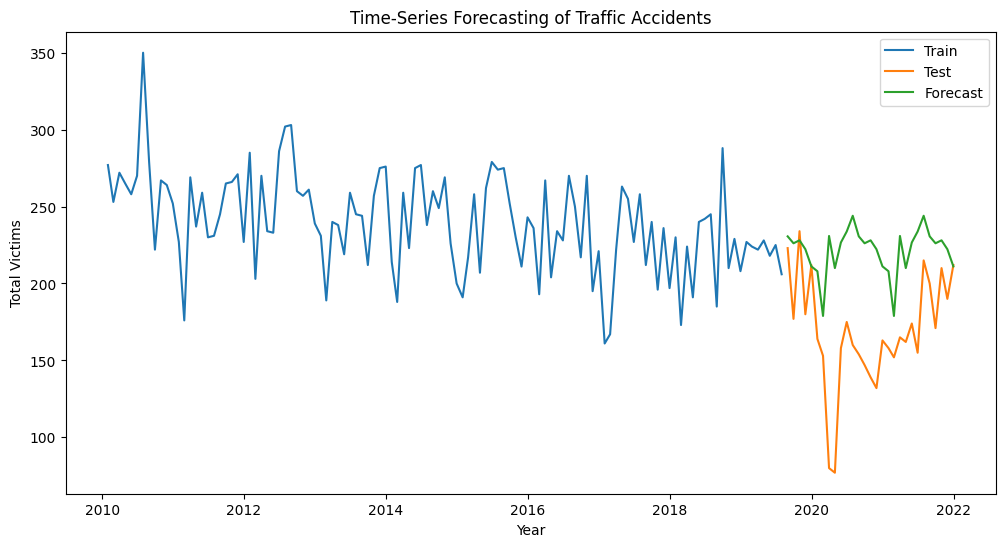 Time-Series Forecasting of Traffic Accidents
Train
Test
Forecast
350
300
250
200
150
100
Total Victims
2010
2012
2014
2016
2018
2020
2022
Year